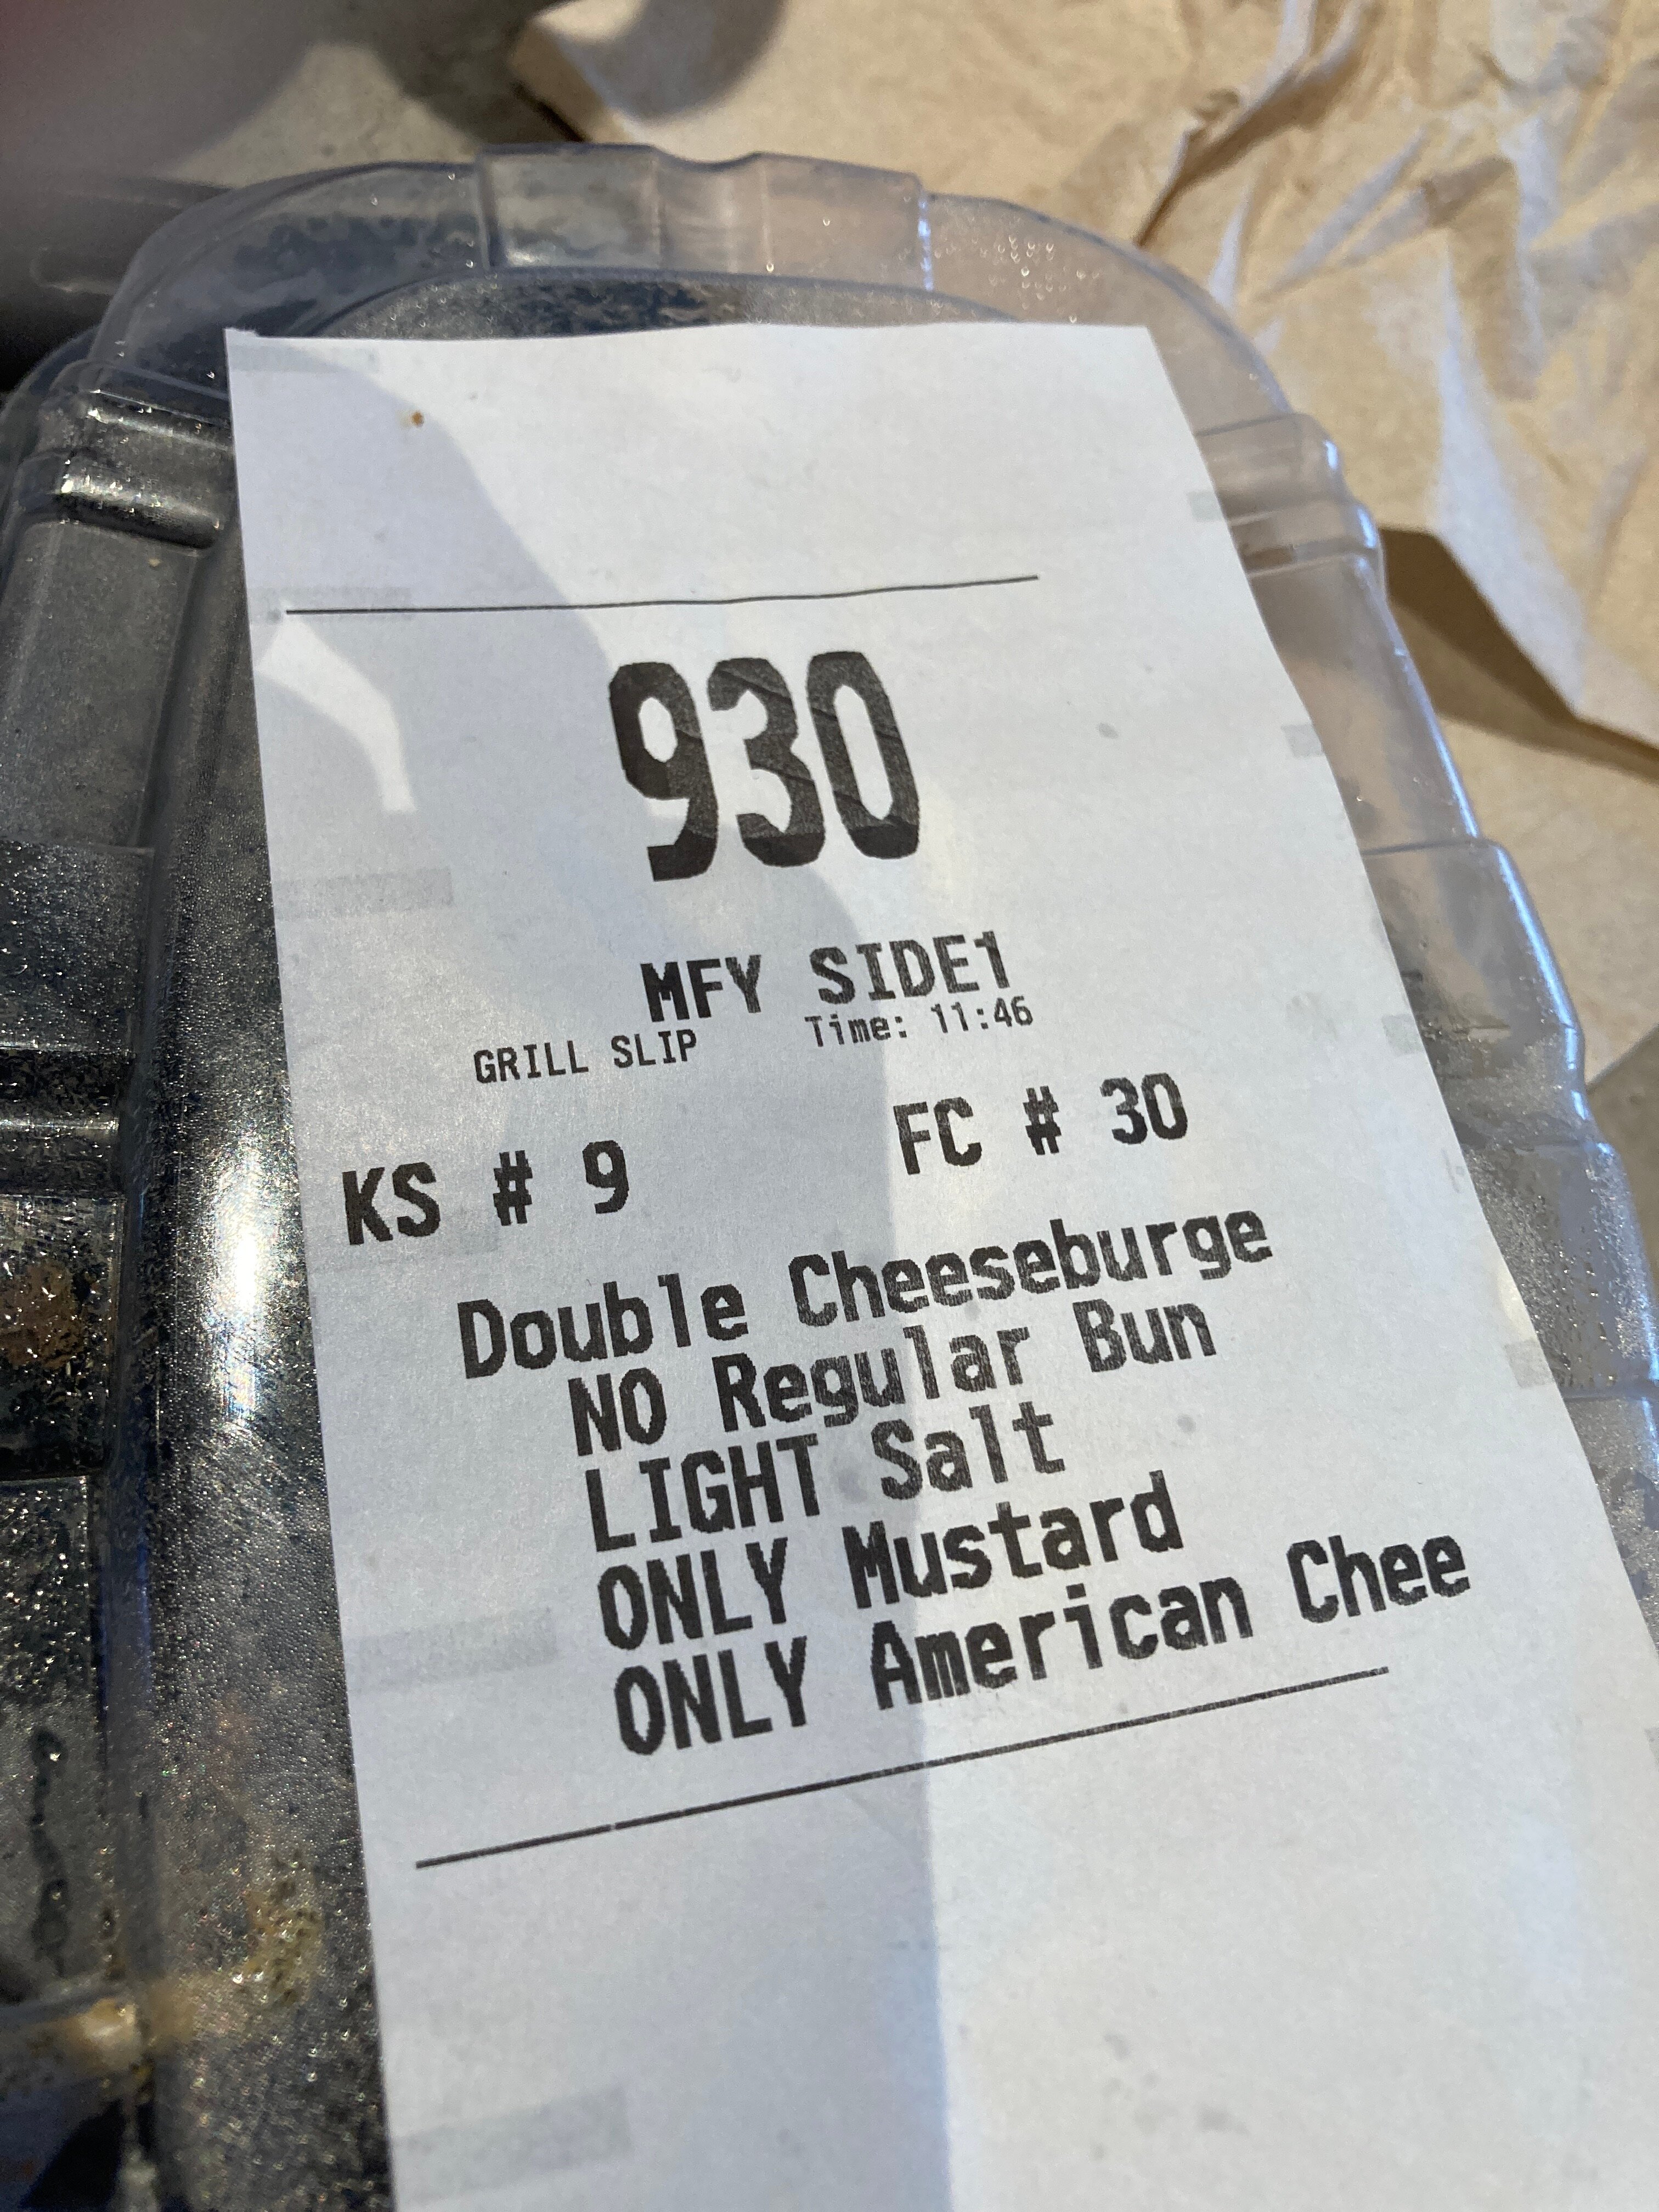 930
MFY SIDE1
GRILL SLIP Time: 11:46
KS # 9 FC # 30
Double Cheeseburge
NO Regular Bun
LIGHT Salt
ONLY Mustard
ONLY American Chee